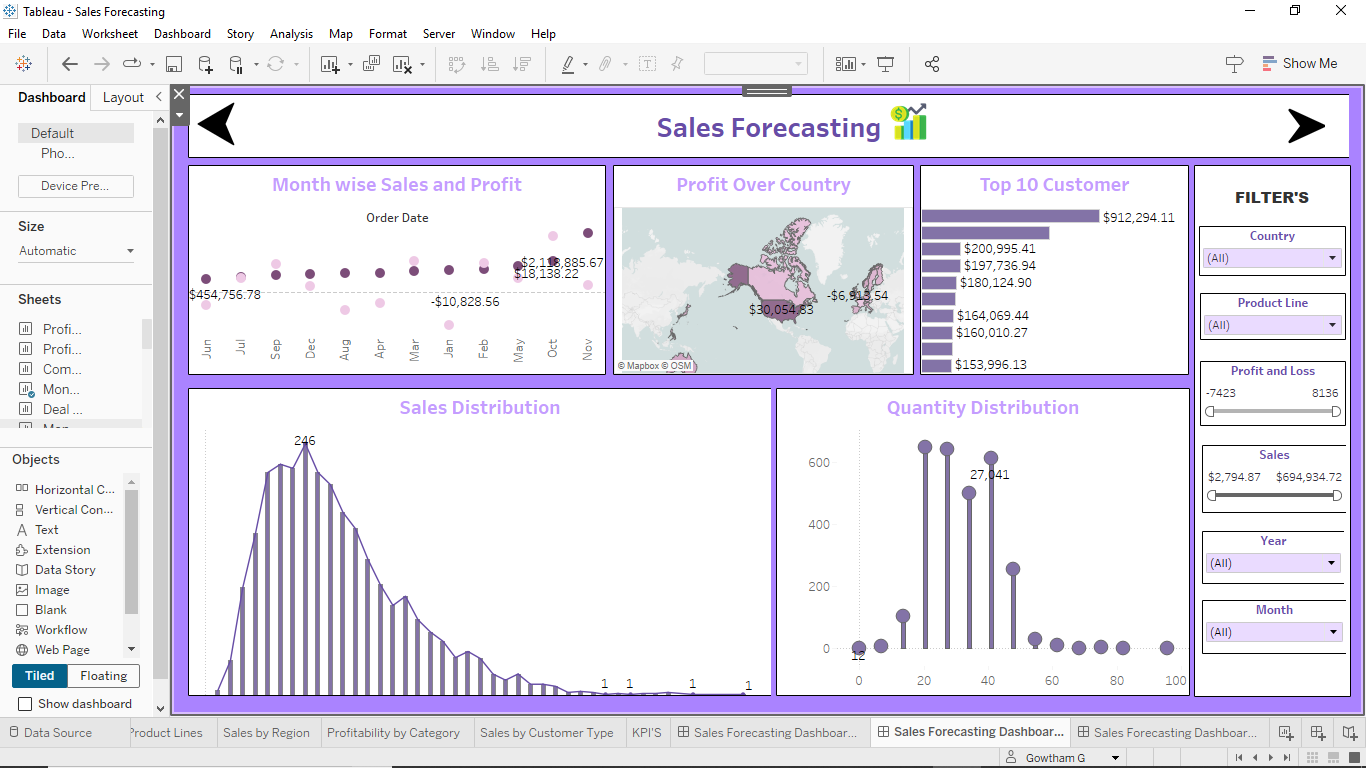 Tableau - Sales Forecasting
File Data Worksheet Dashboard Story Analysis Map Format Server Window Help
Show Me
Dashboard Layout
Default
Pho...
Device Pre...
Size
Automatic
Sheets
Profi...
Profi...
Com...
Mon...
Deal ...
Objects
Horizontal C...
Vertical Con...
Text
Extension
Data Story
Image
Blank
Workflow
Web Page
Tiled Floating
Show dashboard
Sales Forecasting
Month wise Sales and Profit
Order Date
$2,118,885.67
$18,138.22
$454,756.78
-$10,828.56
Jun Jul Sep Dec Aug Apr Mar Jan Feb May Oct Nov
Profit Over Country
-$6,913.54
$30,054.83
© Mapbox © OSM
Top 10 Customer
$912,294.11
$200,995.41
$197,736.94
$180,124.90
$164,069.44
$160,010.27
$153,996.13
FILTER'S
Country
(All)
Product Line
(All)
Profit and Loss
-7423 8136
Sales
$2,794.87 $694,934.72
Year
(All)
Month
(All)
Sales Distribution
246
1 1 1 1
Quantity Distribution
600
27,041
400
200
0
12
0 20 40 60 80 100
Data Source Product Lines Sales by Region Profitability by Category Sales by Customer Type KPI'S Sales Forecasting Dashboar... Sales Forecasting Dashboar... Sales Forecasting Dashboar...
Gowtham G